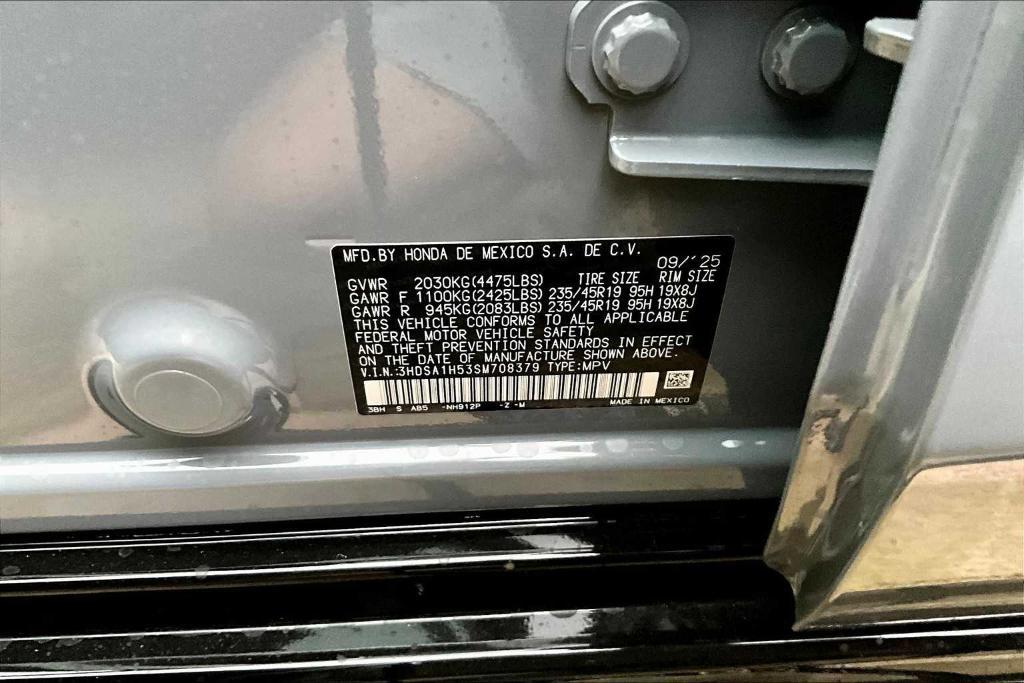 MFD.BY HONDA DE MEXICO S.A. DE C.V.
09/'25
GVWR 2030KG(4475LBS) TIRE SIZE RIM SIZE
GAWR F 1100KG(2425LBS) 235/45R19 95H 19X8J
GAWR R 945KG(2083LBS) 235/45R19 95H 19X8J
THIS VEHICLE CONFORMS TO ALL APPLICABLE
FEDERAL MOTOR VEHICLE SAFETY
AND THEFT PREVENTION STANDARDS IN EFFECT
ON THE DATE OF MANUFACTURE SHOWN ABOVE.
V.I.N.:3HDSA1H53SM708379 TYPE:MPV
3BH S AB5 -NH912P -Z -M MADE IN MEXICO